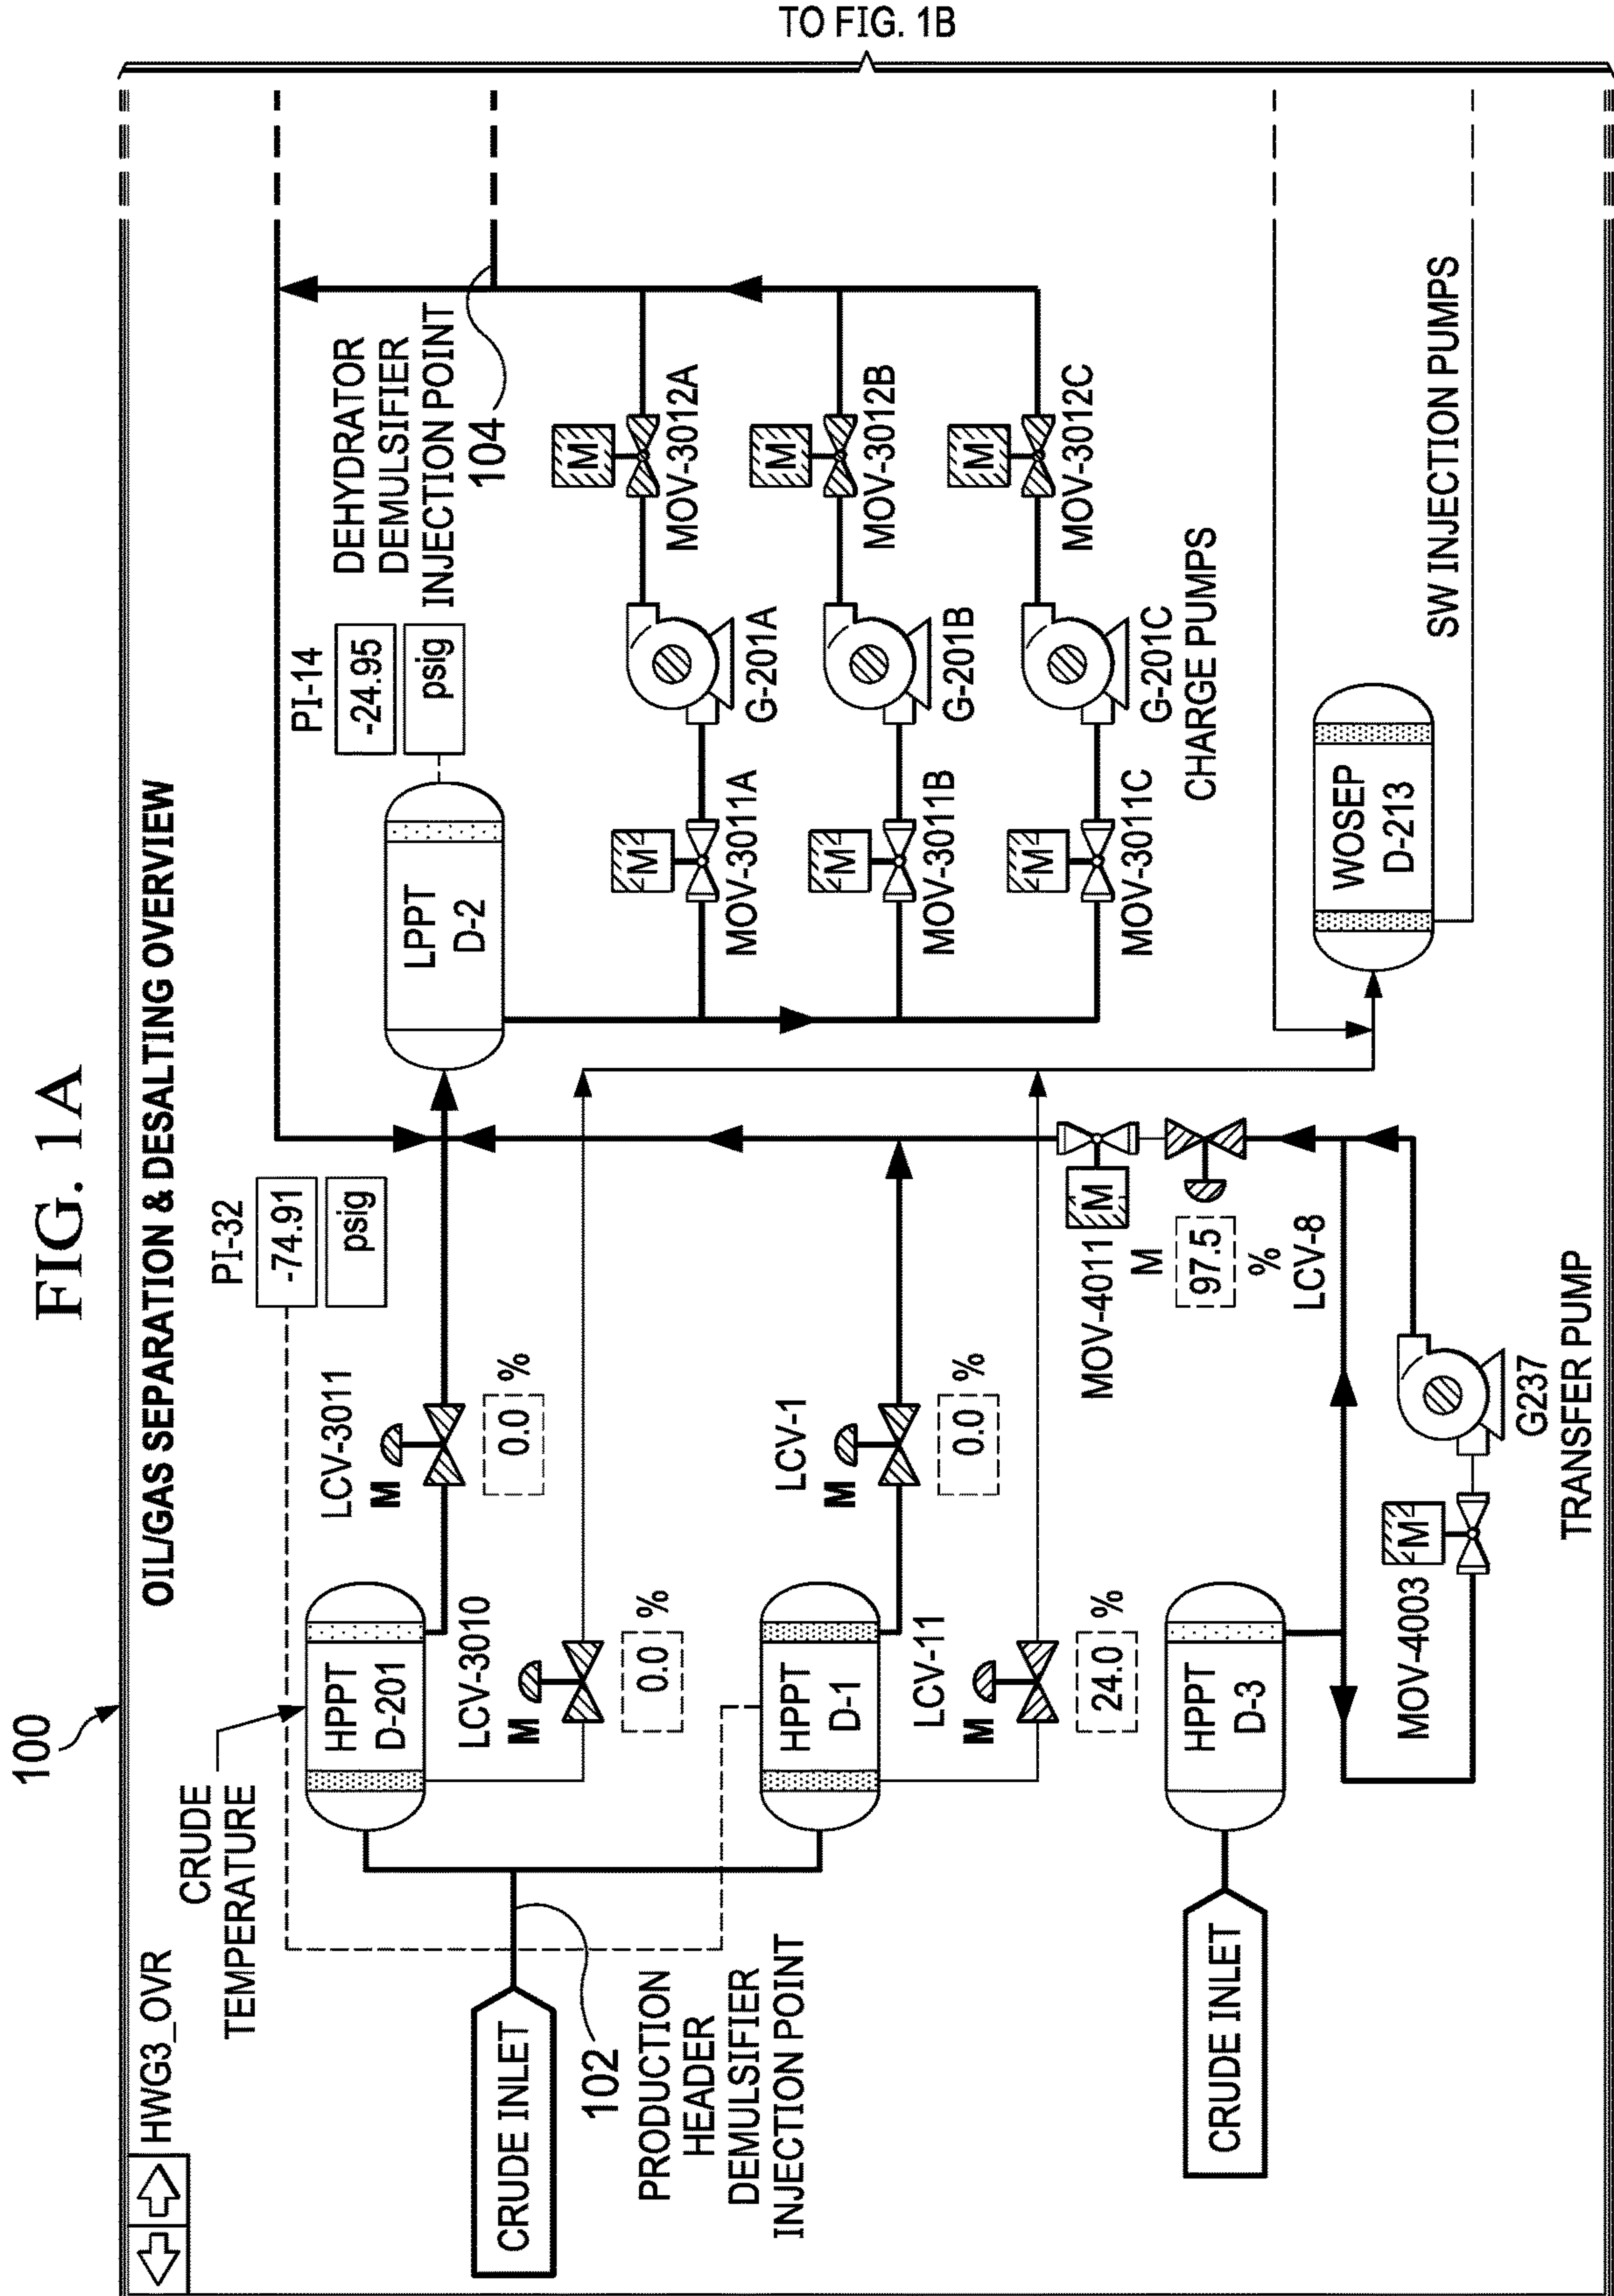 FIG. 1A
100
HWG3_OVR
OIL/GAS SEPARATION & DESALTING OVERVIEW
TO FIG. 1B
CRUDE
TEMPERATURE
PI-32
-74.91
psig
PI-14
-24.95
psig
DEHYDRATOR
DEMULSIFIER
INJECTION POINT
104
HPPT
D-201
LCV-3011
M
0.0 %
LPPT
D-2
CRUDE INLET
102
PRODUCTION
HEADER
DEMULSIFIER
INJECTION POINT
LCV-3010
M
0.0 %
M
MOV-3011A
G-201A
M
MOV-3012A
M
MOV-3011B
G-201B
M
MOV-3012B
M
MOV-3011C
G-201C
M
MOV-3012C
CHARGE PUMPS
HPPT
D-1
LCV-1
M
0.0 %
LCV-11
M
24.0 %
M
MOV-4011
M
97.5
%
LCV-8
CRUDE INLET
HPPT
D-3
M
MOV-4003
G237
TRANSFER PUMP
WOSEP
D-213
SW INJECTION PUMPS